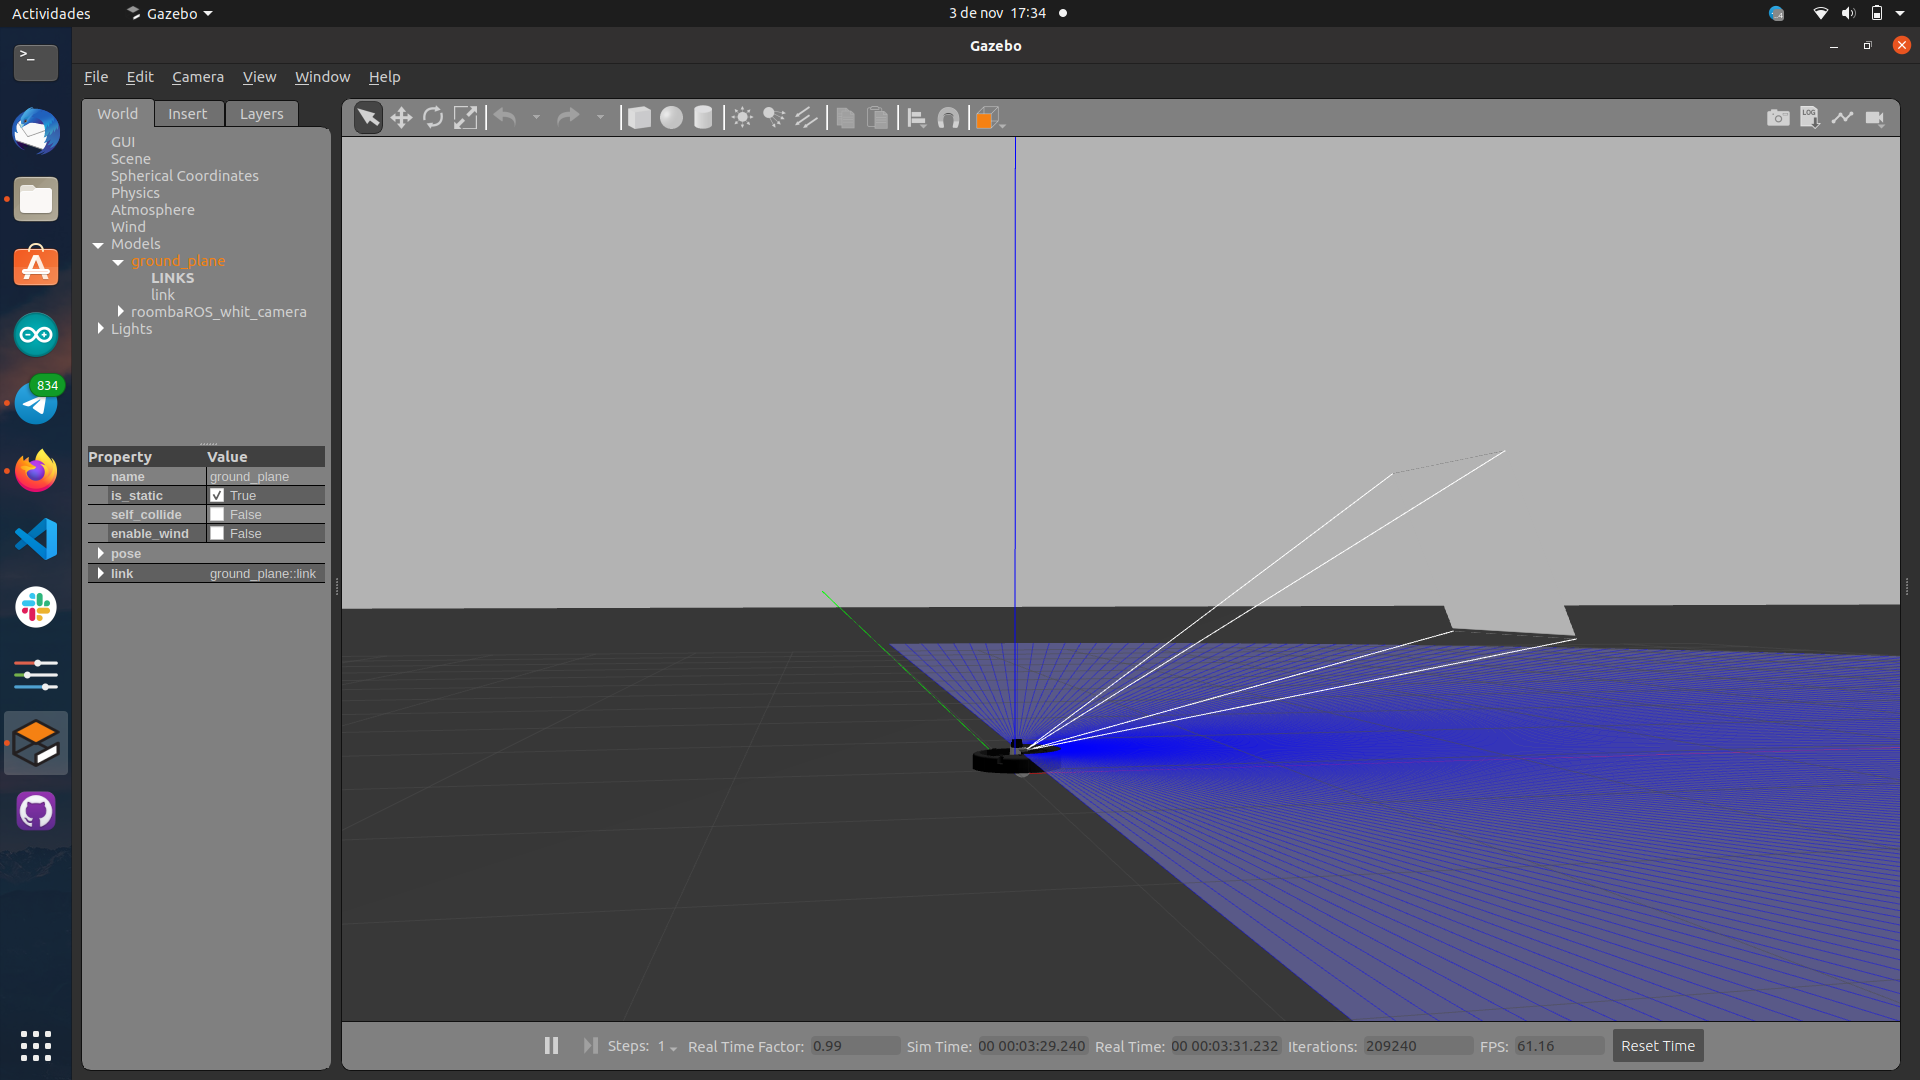 Actividades
Gazebo
3 de nov 17:34
Gazebo
File Edit Camera View Window Help
World Insert Layers
LOG
GUI
Scene
Spherical Coordinates
Physics
Atmosphere
Wind
Models
ground_plane
LINKS
link
roombaROS_whit_camera
Lights
834
Property Value
name ground_plane
is_static True
self_collide False
enable_wind False
pose
link ground_plane::link
Steps: 1 Real Time Factor: 0.99 Sim Time: 00 00:03:29.240 Real Time: 00 00:03:31.232 Iterations: 209240 FPS: 61.16 Reset Time